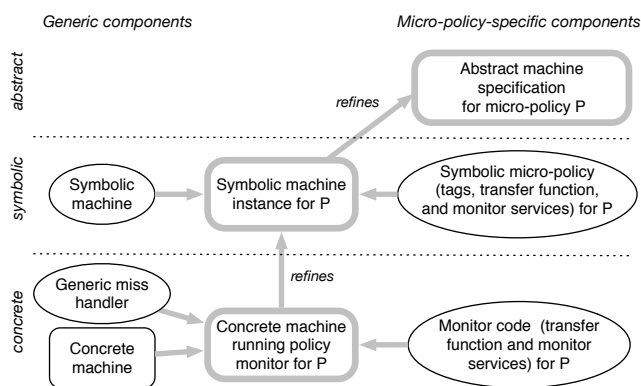 Generic components
Micro-policy-specific components
abstract
Abstract machine
specification
for micro-policy P
refines
symbolic
Symbolic
machine
Symbolic machine
instance for P
Symbolic micro-policy
(tags, transfer function,
and monitor services) for P
refines
concrete
Generic miss
handler
Concrete
machine
Concrete machine
running policy
monitor for P
Monitor code (transfer
function and monitor
services) for P